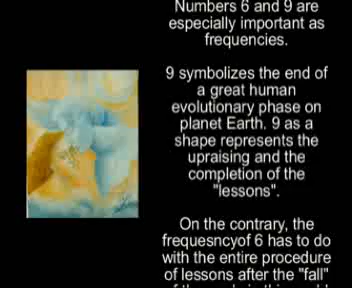 Numbers 6 and 9 are
especially important as
frequencies.
9 symbolizes the end of
a great human
evolutionary phase on
planet Earth. 9 as a
shape represents the
upraising and the
completion of the
"lessons".
On the contrary, the
frequesncyof 6 has to do
with the entire procedure
of lessons after the "fall"